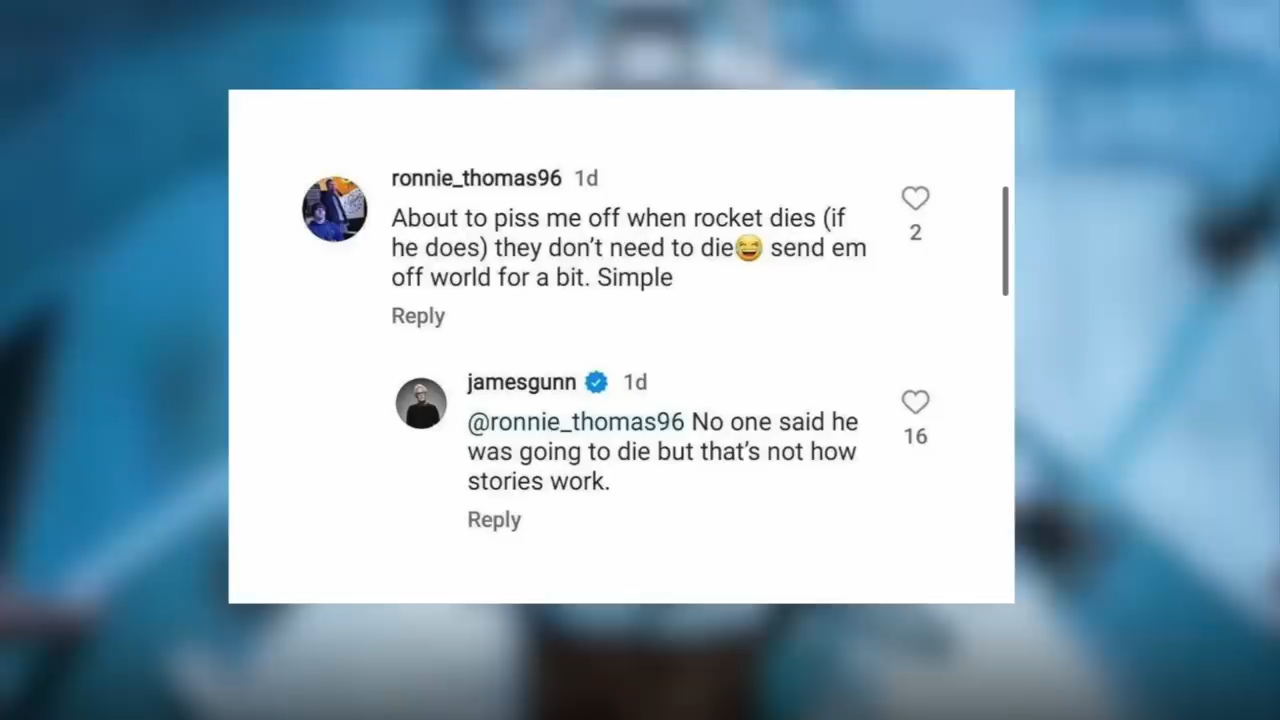 ronnie_thomas96 1d
About to piss me off when rocket dies (if
he does) they don’t need to die😆 send em
off world for a bit. Simple
2
Reply
jamesgunn 1d
@ronnie_thomas96 No one said he
was going to die but that’s not how
stories work.
16
Reply